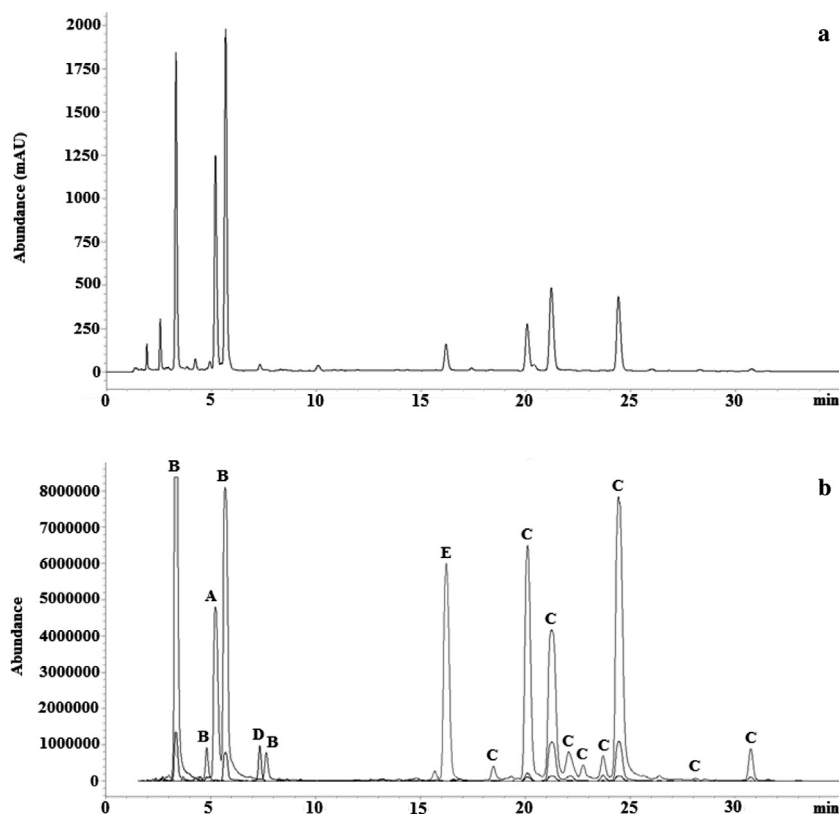 a
2000
1750
1500
1250
1000
750
500
250
0
Abundance (mAU)
0 5 10 15 20 25 30 min
b
8000000
7000000
6000000
5000000
4000000
3000000
2000000
1000000
0
Abundance
B B
A
B
D B
E
C
C
C
C
C
C
C
C
C
0 5 10 15 20 25 30 min